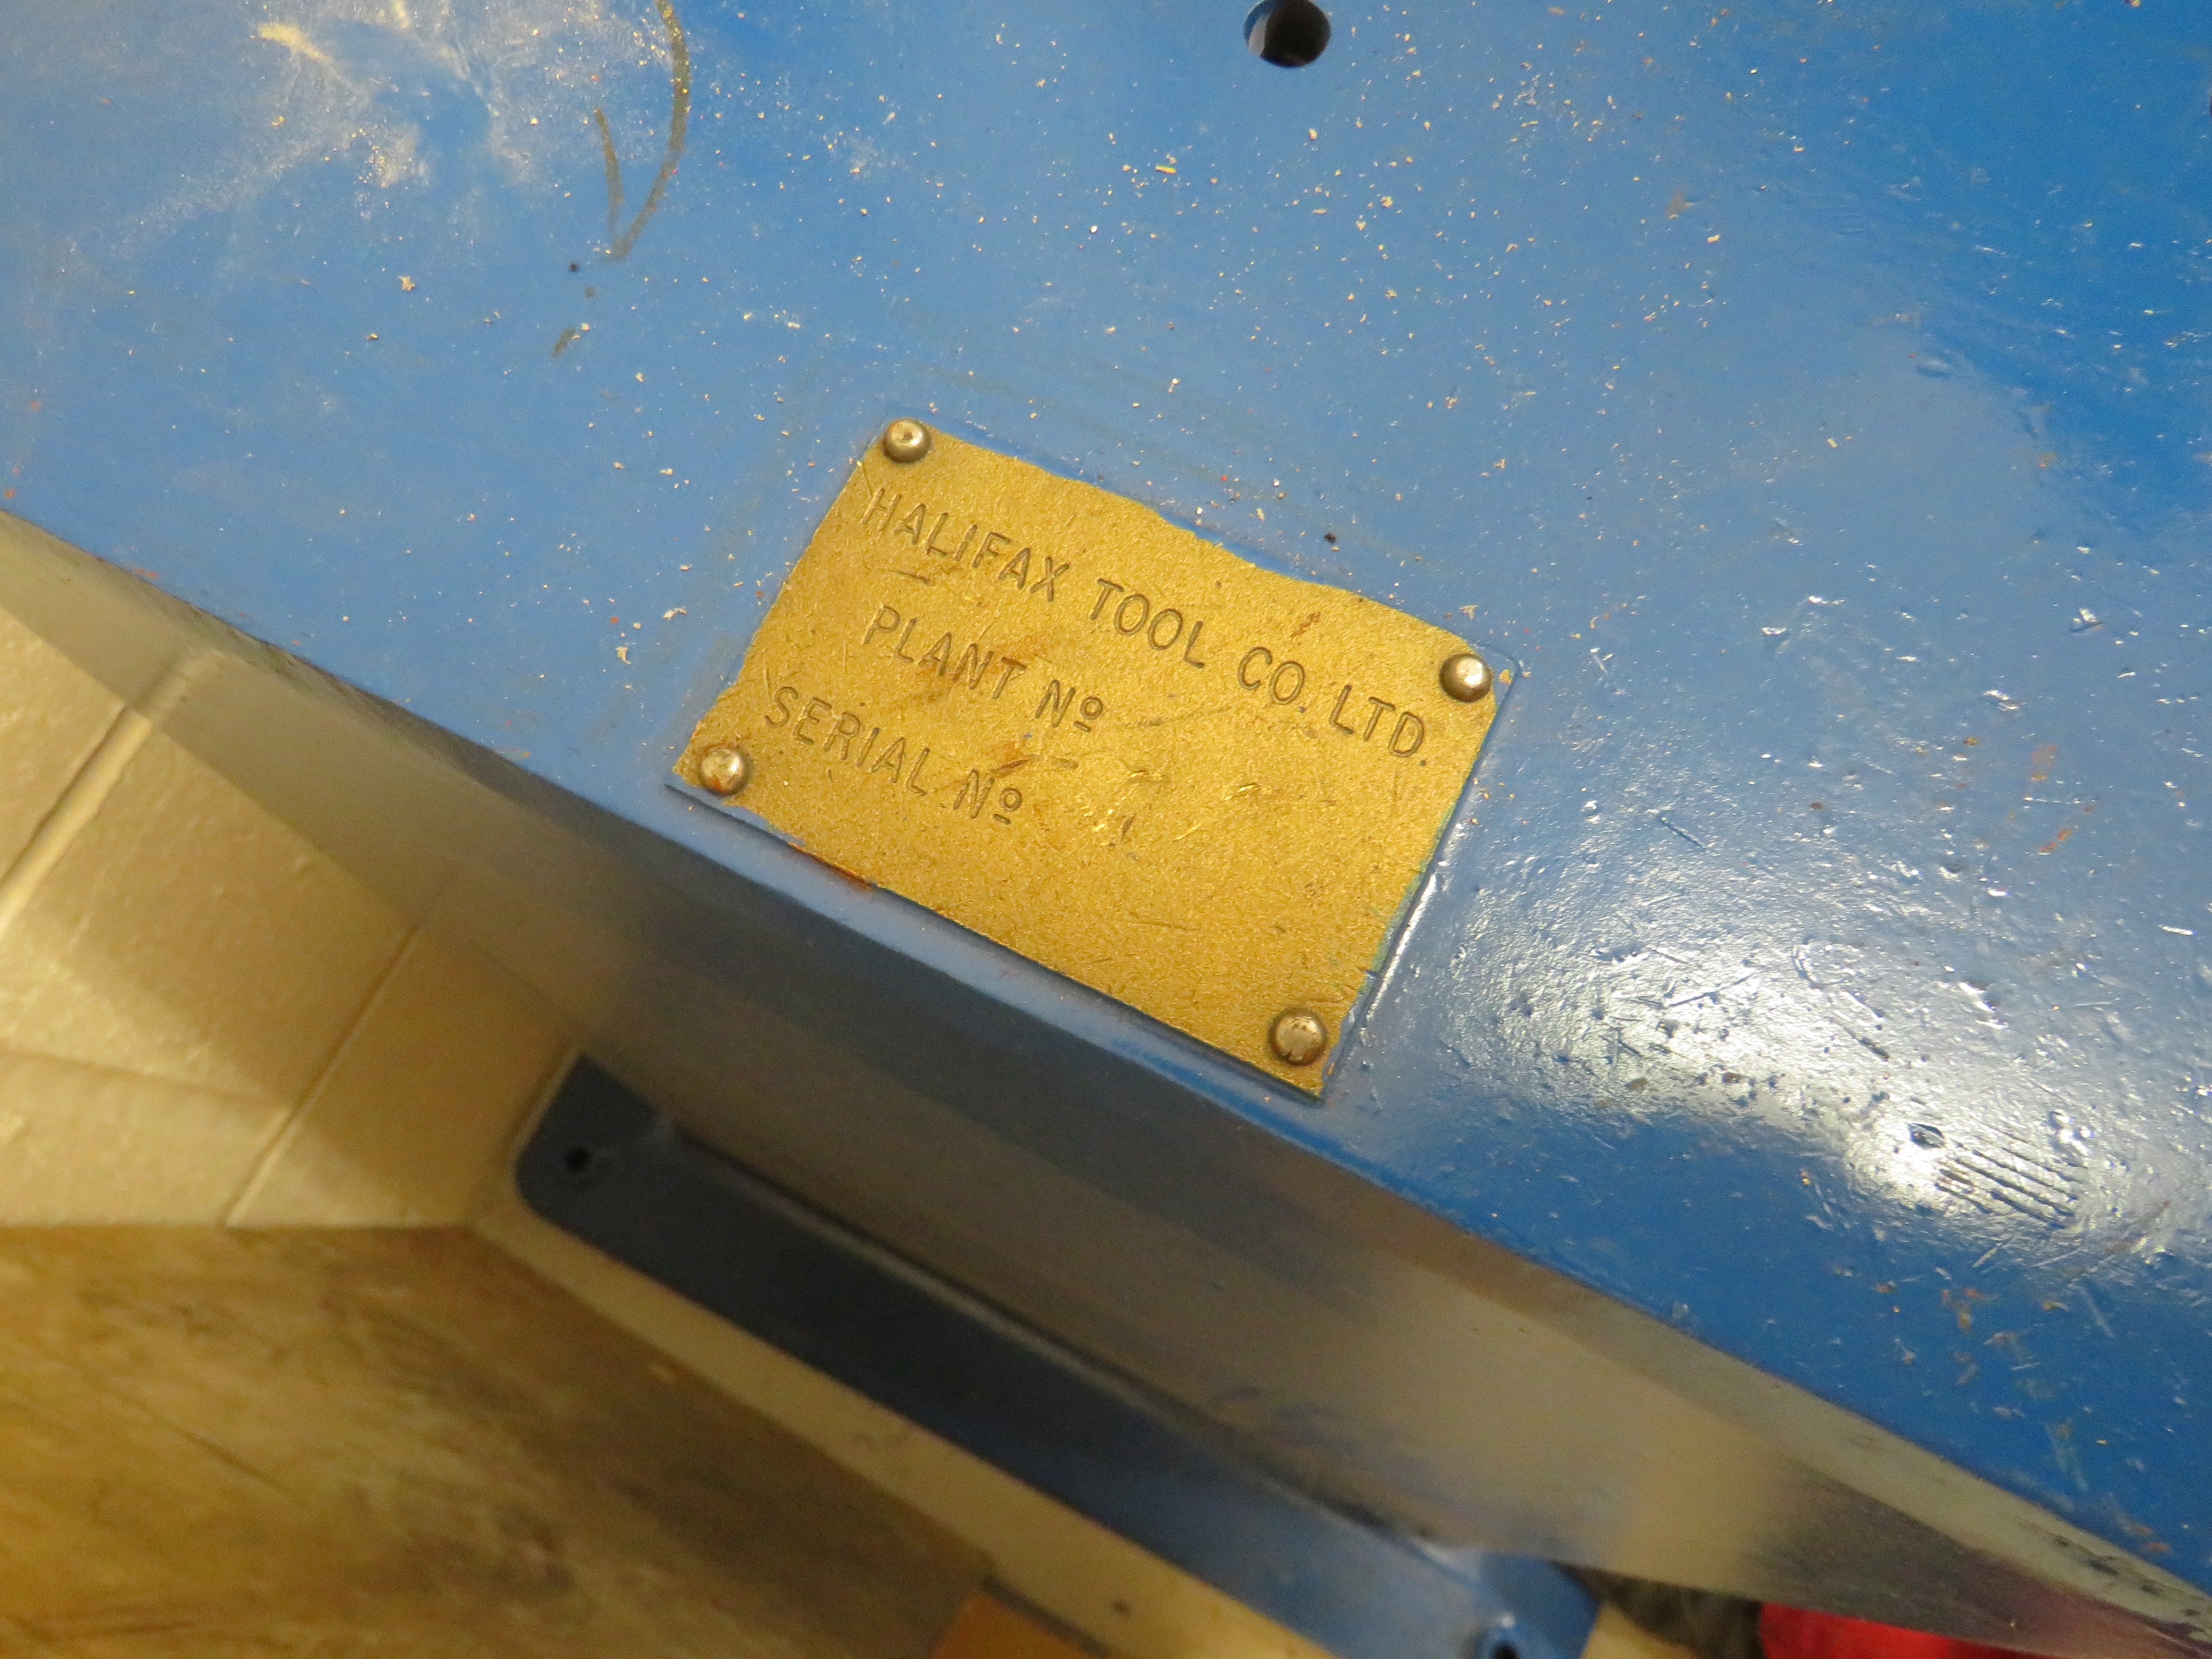 HALIFAX TOOL CO. LTD.
PLANT Nº
SERIAL Nº